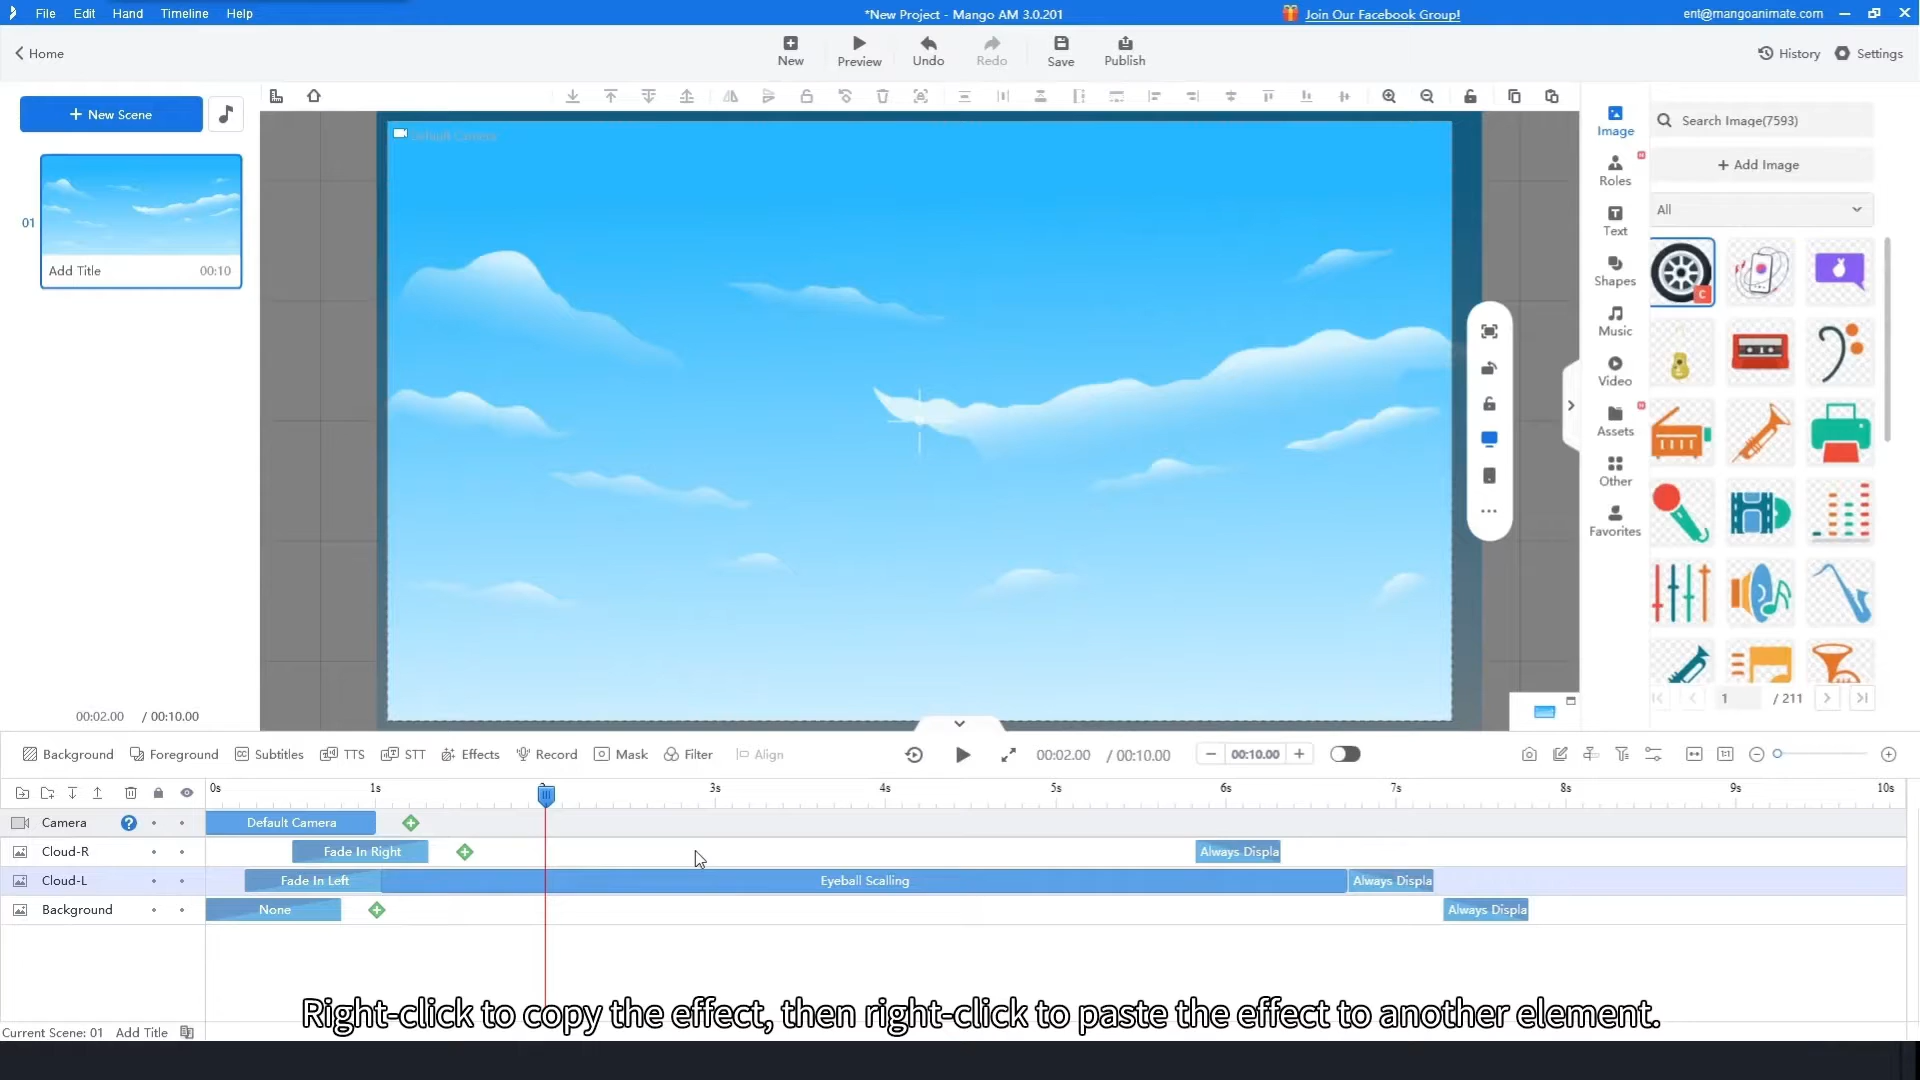 File Edit Hand Timeline Help
*New Project - Mango AM 3.0.201
Join Our Facebook Group!
ent@mangoanimate.com
Home
New
Preview
Undo
Redo
Save
Publish
History
Settings
+ New Scene
01
Add Title 00:10
00:02.00 / 00:10.00
Default Camera
Image
Roles
Text
Shapes
Music
Video
Assets
Other
Favorites
Search Image(7593)
+ Add Image
All
C
1 / 211
Background
Foreground
Subtitles
TTS
STT
Effects
Record
Mask
Filter
Align
00:02.00 / 00:10.00
00:10.00
0s 1s 3s 4s 5s 6s 7s 8s 9s 10s
Camera ? Default Camera
Cloud-R Fade In Right Always Displa
Cloud-L Fade In Left Eyeball Scalling Always Displa
Background None Always Displa
Right-click to copy the effect, then right-click to paste the effect to another element.
Current Scene: 01 Add Title